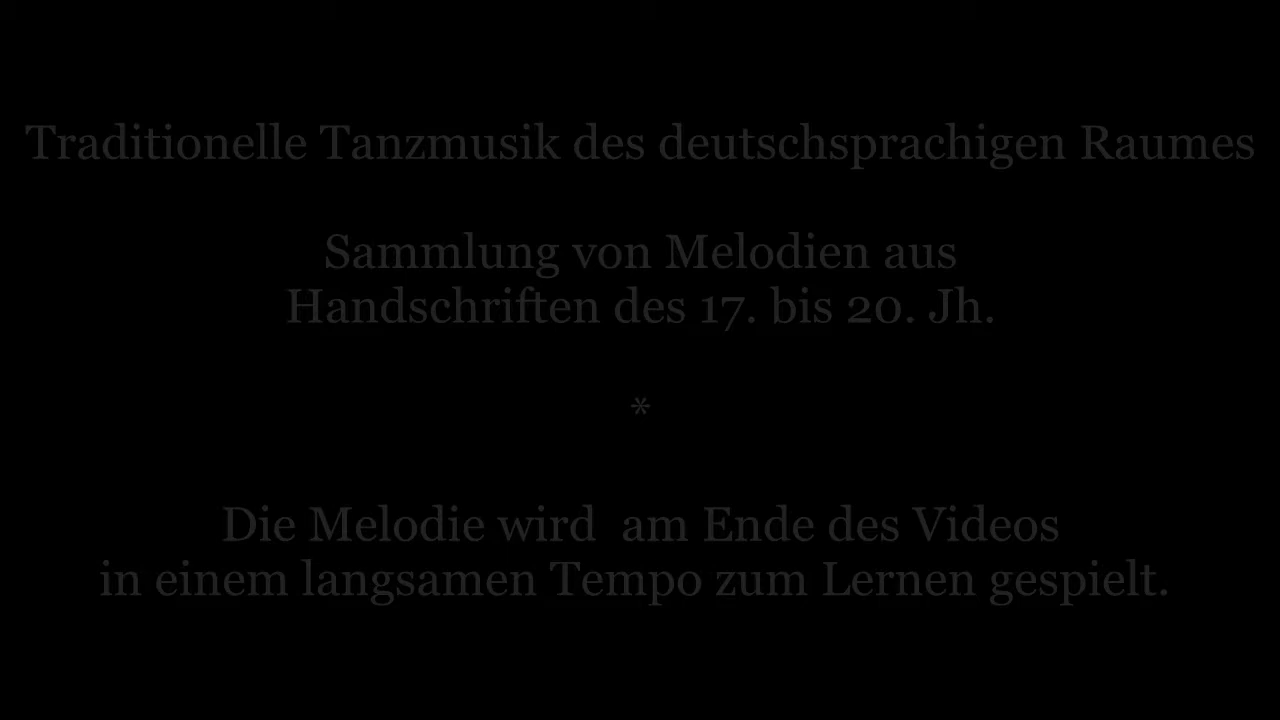 Traditionelle Tanzmusik des deutschsprachigen Raumes
Sammlung von Melodien aus
Handschriften des 17. bis 20. Jh.
*
Die Melodie wird  am Ende des Videos
in einem langsamen Tempo zum Lernen gespielt.